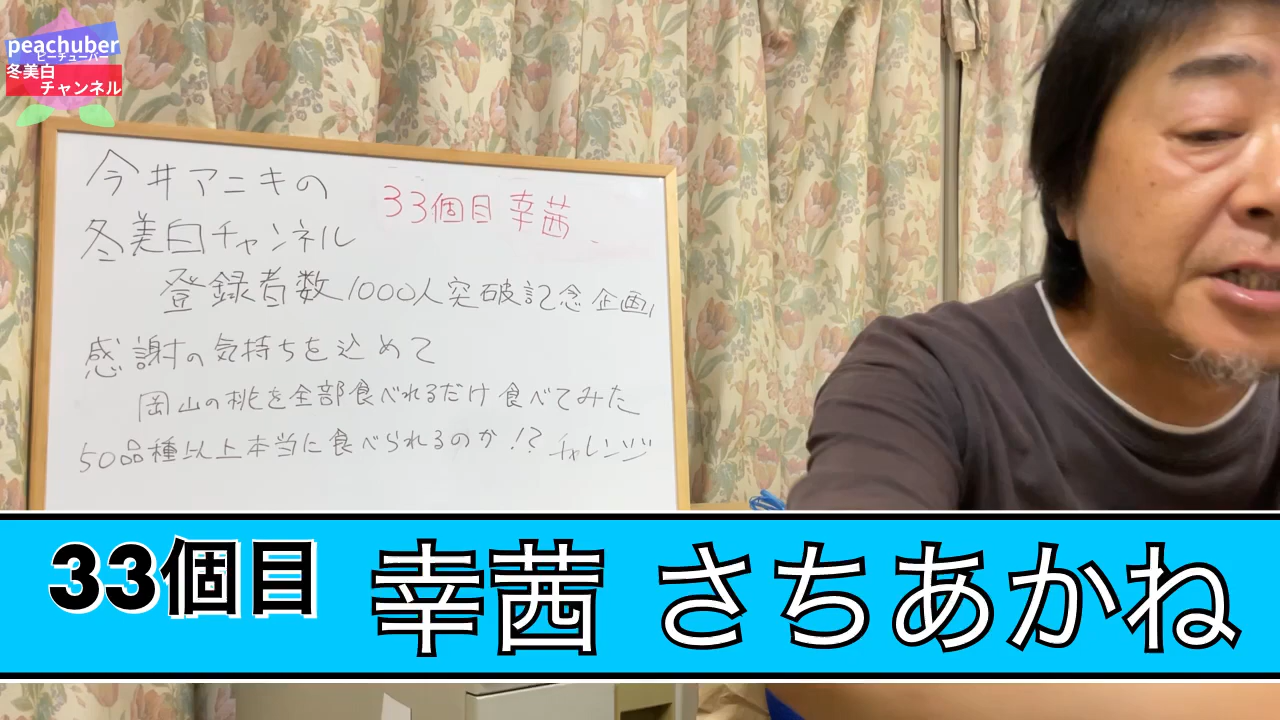 peachuber
ピーチューバー
冬美白
チャンネル
今井アニキの
33個目 幸茜
冬美白チャンネル
登録者数1000人突破記念企画!!
感謝の気持ちを込めて
岡山の桃を全部食べれるだけ食べてみた
50品種以上本当に食べられるのか!?チャレンジ
33個目 幸茜 さちあかね